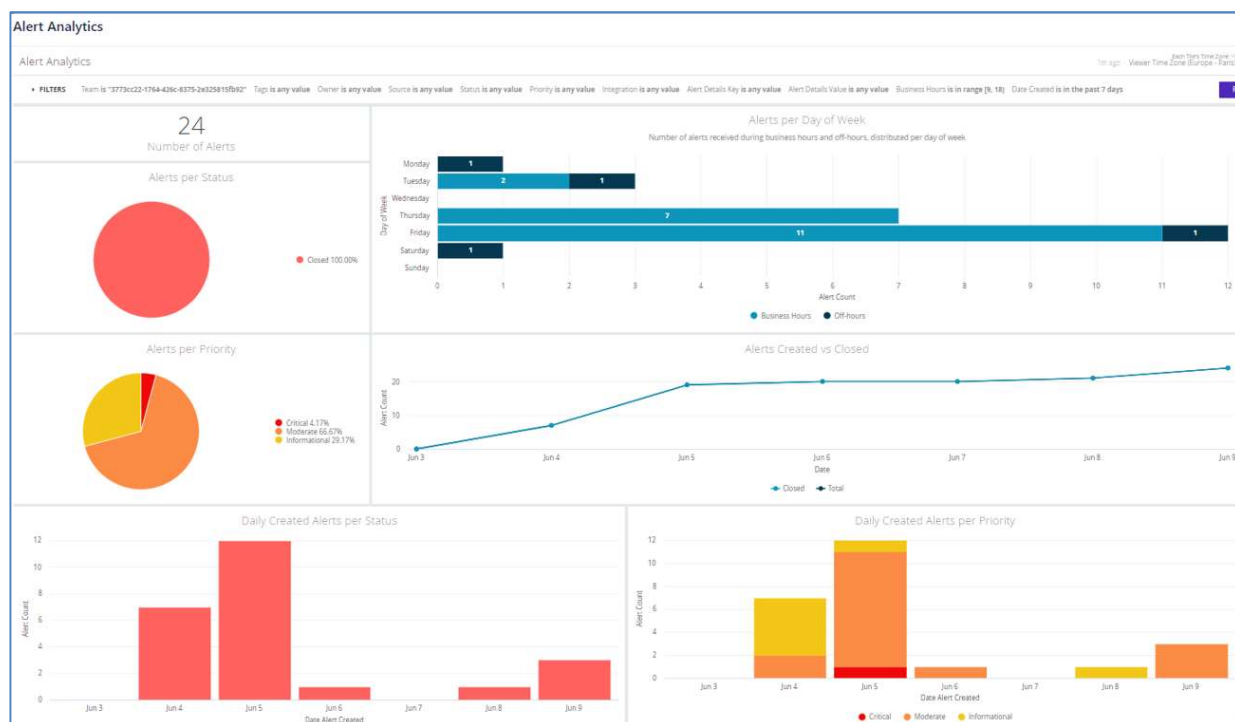 Alert Analytics
Alert Analytics
1m ago
Viewer Time Zone (Europe - Paris
FILTERS Team is "3773cc22-1764-426c-8375-2e325815fb92" Tags is any value Owner is any value Source is any value Status is any value Priority is any value Integration is any value Alert Details Key is any value Alert Details Value is any value Business Hours is in range [9, 18) Date Created is in the past 7 days
24
Number of Alerts
Alerts per Status
Closed 100.00%
Alerts per Day of Week
Number of alerts received during business hours and off-hours, distributed per day of week
Day of Week
Monday 1
Tuesday 2 1
Wednesday
Thursday 7
Friday 11 1
Saturday 1
Sunday
0 1 2 3 4 5 6 7 8 9 10 11 12
Alert Count
Business Hours Off-hours
Alerts per Priority
Critical 4.17%
Moderate 66.67%
Informational 29.17%
Alerts Created vs Closed
Alert Count
20
10
0
Jun 3 Jun 4 Jun 5 Jun 6 Jun 7 Jun 8 Jun 9
Date
Closed Total
Daily Created Alerts per Status
Alert Count
12
10
8
6
4
2
0
Jun 3 Jun 4 Jun 5 Jun 6 Jun 7 Jun 8 Jun 9
Date Alert Created
Daily Created Alerts per Priority
Alert Count
12
10
8
6
4
2
0
Jun 3 Jun 4 Jun 5 Jun 6 Jun 7 Jun 8 Jun 9
Date Alert Created
Critical Moderate Informational